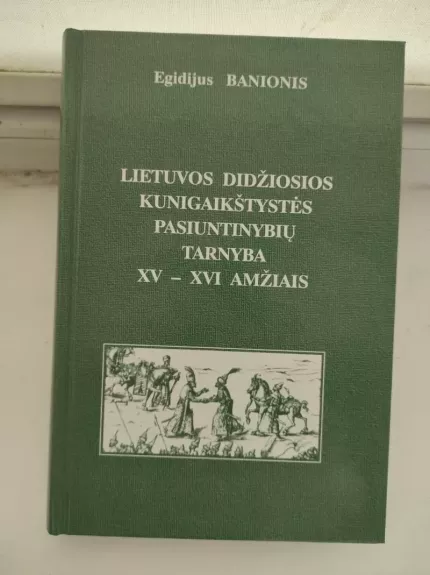 Egidijus BANIONIS
LIETUVOS DIDŽIOSIOS
KUNIGAIKŠTYSTĖS
PASIUNTINYBIŲ
TARNYBA
XV – XVI AMŽIAIS